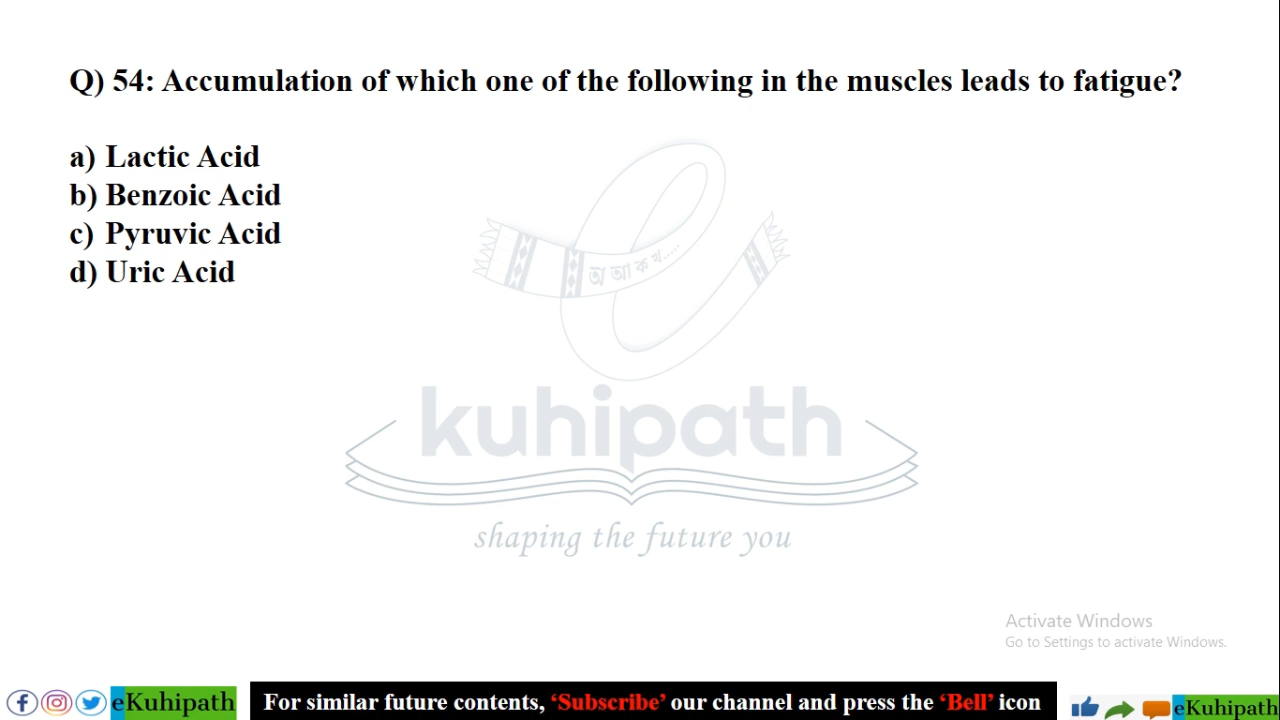 Q) 54: Accumulation of which one of the following in the muscles leads to fatigue?
a) Lactic Acid
b) Benzoic Acid
c) Pyruvic Acid
d) Uric Acid
অ আ ক খ.....
kuhipath
shaping the future you
Activate Windows
Go to Settings to activate Windows.
eKuhipath
For similar future contents, ‘Subscribe’ our channel and press the ‘Bell’ icon
eKuhipath